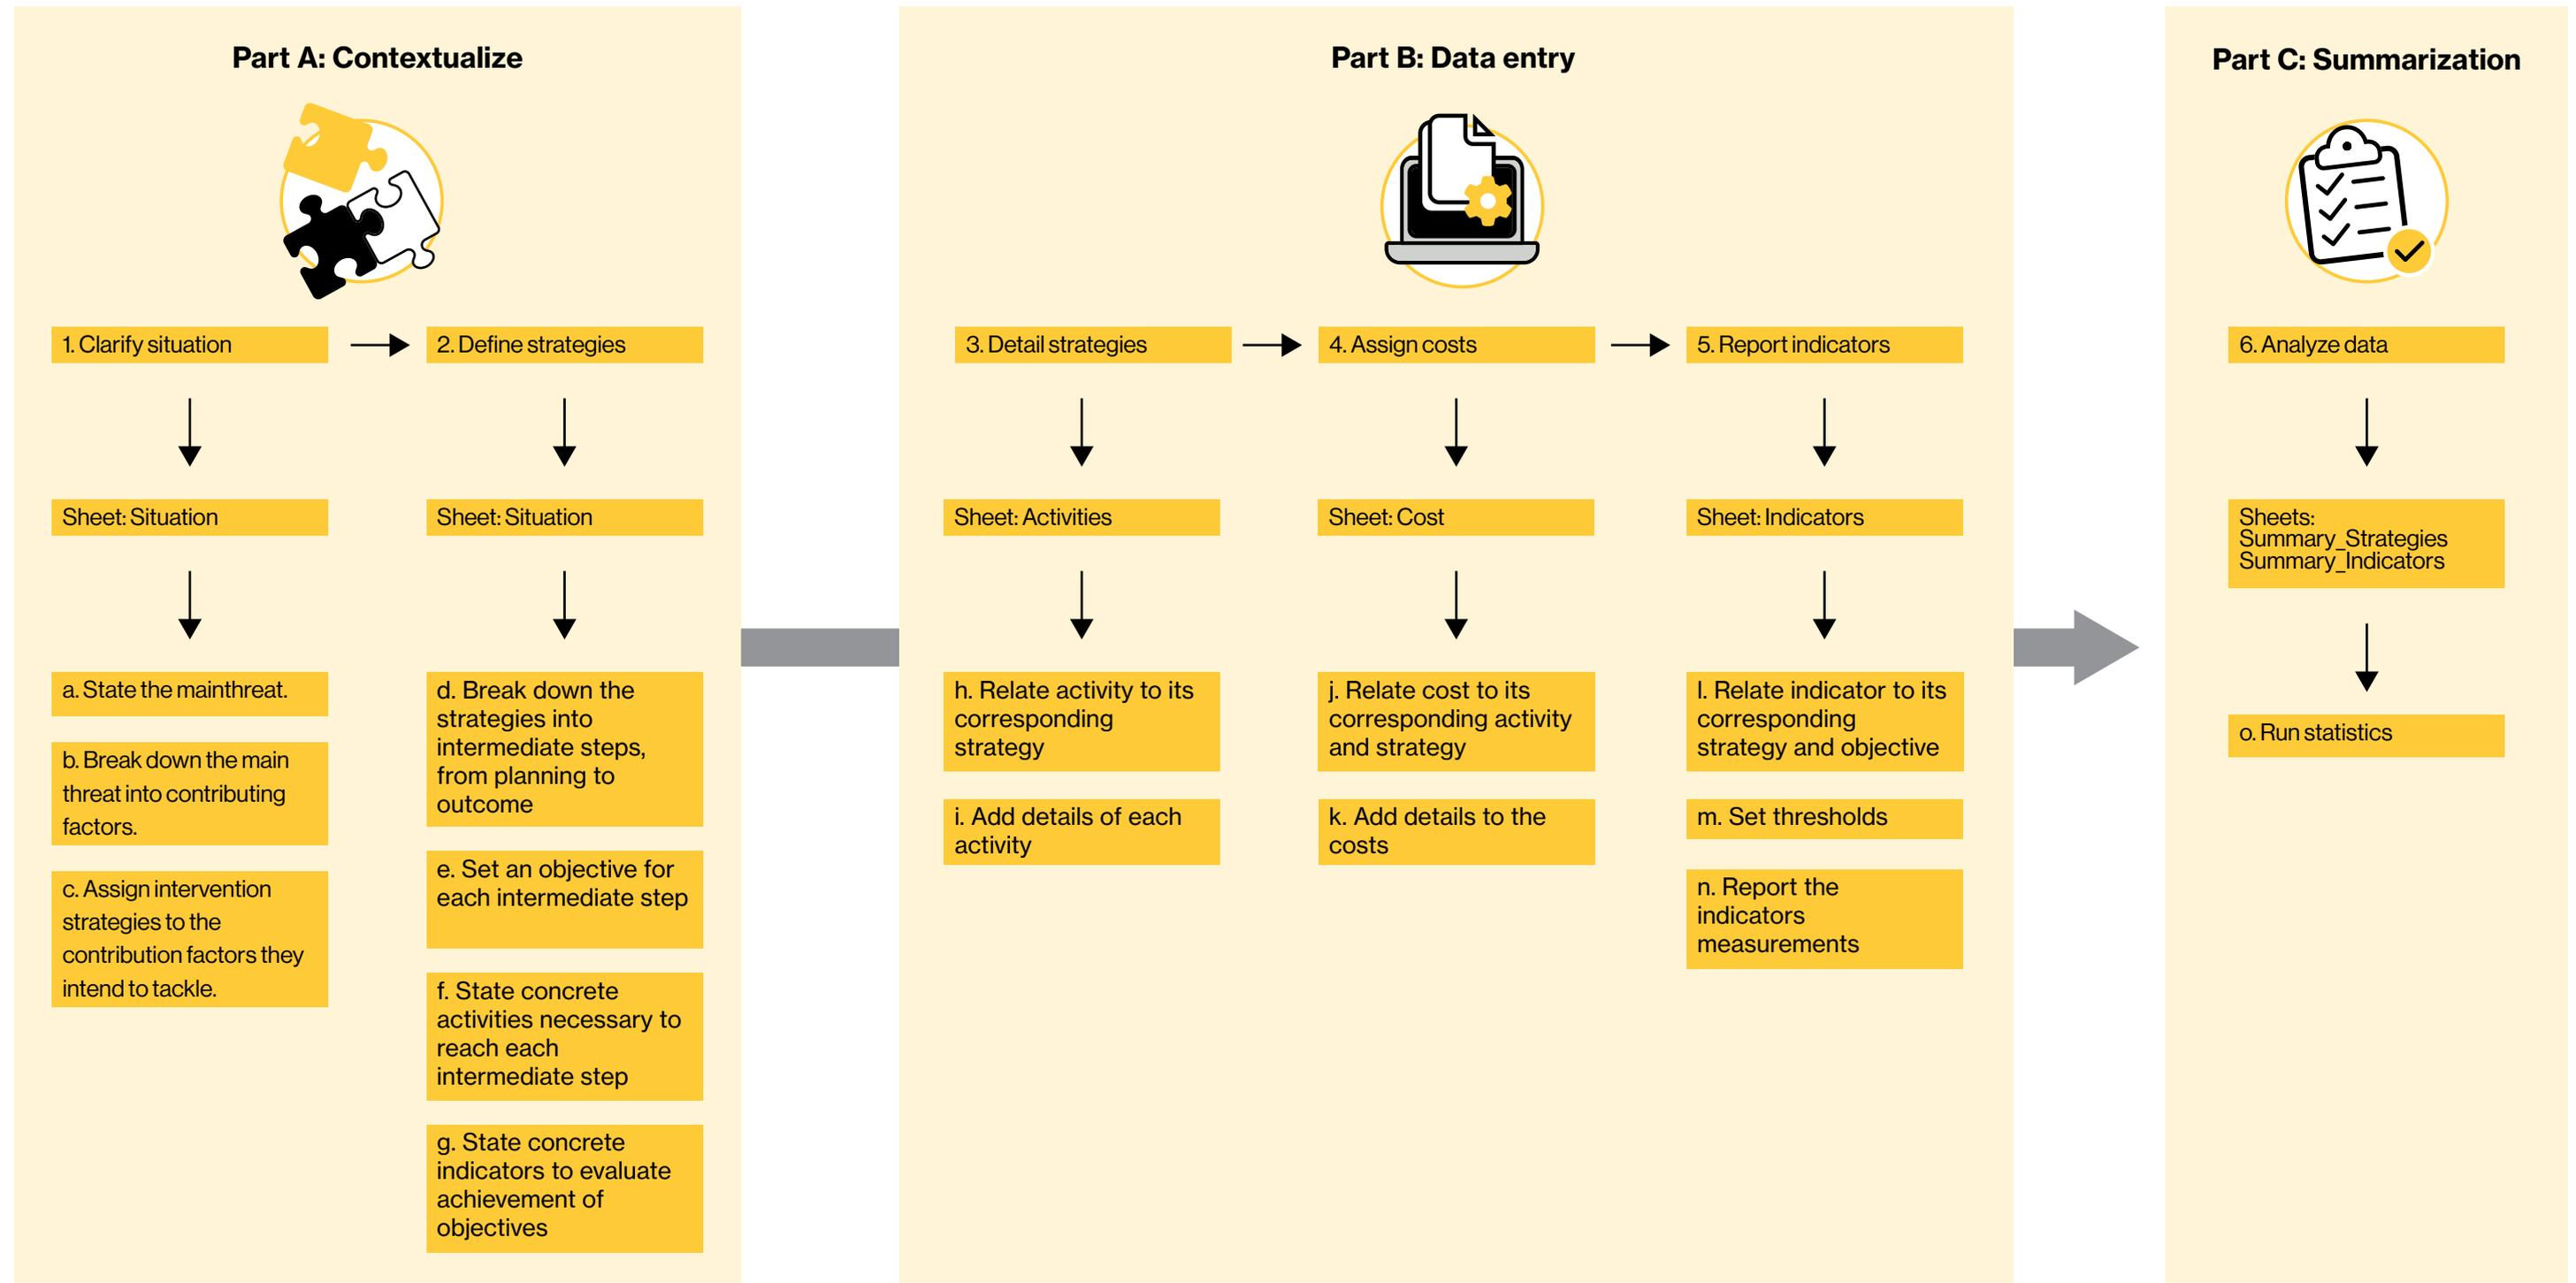 Part A: Contextualize
1. Clarify situation
2. Define strategies
Sheet: Situation
Sheet: Situation
a. State the mainthreat.
b. Break down the main
threat into contributing
factors.
c. Assign intervention
strategies to the
contribution factors they
intend to tackle.
d. Break down the
strategies into
intermediate steps,
from planning to
outcome
e. Set an objective for
each intermediate step
f. State concrete
activities necessary to
reach each
intermediate step
g. State concrete
indicators to evaluate
achievement of
objectives
Part B: Data entry
3. Detail strategies
4. Assign costs
5. Report indicators
Sheet: Activities
Sheet: Cost
Sheet: Indicators
h. Relate activity to its
corresponding
strategy
i. Add details of each
activity
j. Relate cost to its
corresponding activity
and strategy
k. Add details to the
costs
l. Relate indicator to its
corresponding
strategy and objective
m. Set thresholds
n. Report the
indicators
measurements
Part C: Summarization
6. Analyze data
Sheets:
Summary_Strategies
Summary_Indicators
o. Run statistics